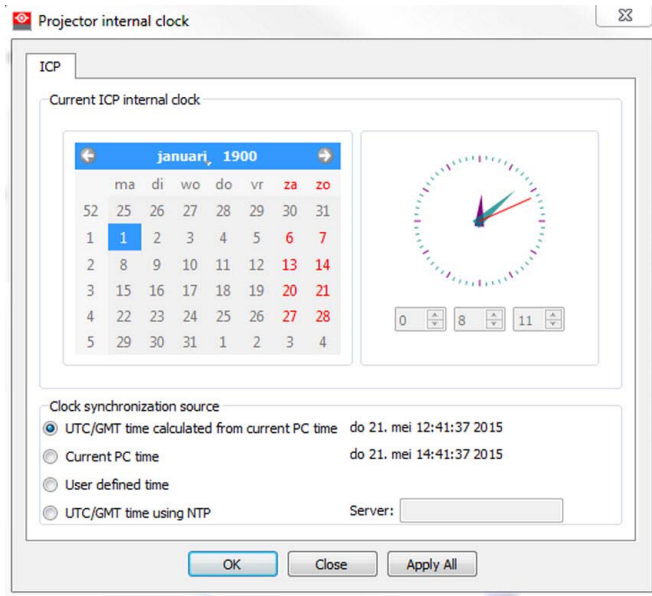 Projector internal clock
ICP
Current ICP internal clock
januari, 1900
ma di wo do vr za zo
52 25 26 27 28 29 30 31
1 1 2 3 4 5 6 7
2 8 9 10 11 12 13 14
3 15 16 17 18 19 20 21
4 22 23 24 25 26 27 28
5 29 30 31 1 2 3 4
0 8 11
Clock synchronization source
UTC/GMT time calculated from current PC time do 21. mei 12:41:37 2015
Current PC time do 21. mei 14:41:37 2015
User defined time
UTC/GMT time using NTP Server:
OK Close Apply All